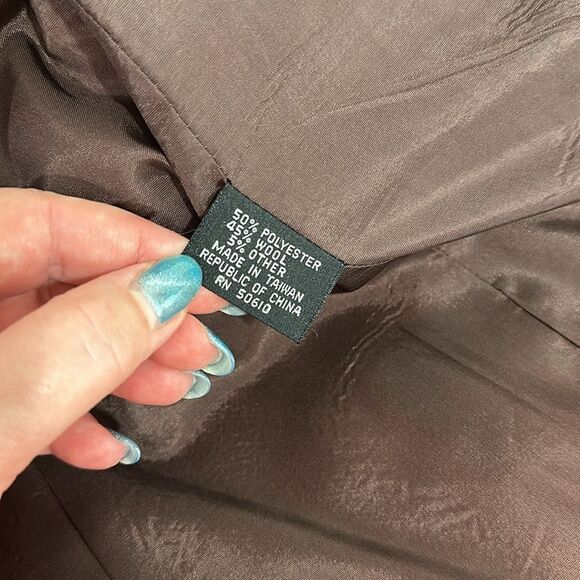 50% POLYESTER
45% WOOL
5% OTHER
MADE IN TAIWAN
REPUBLIC OF CHINA
RN 50610